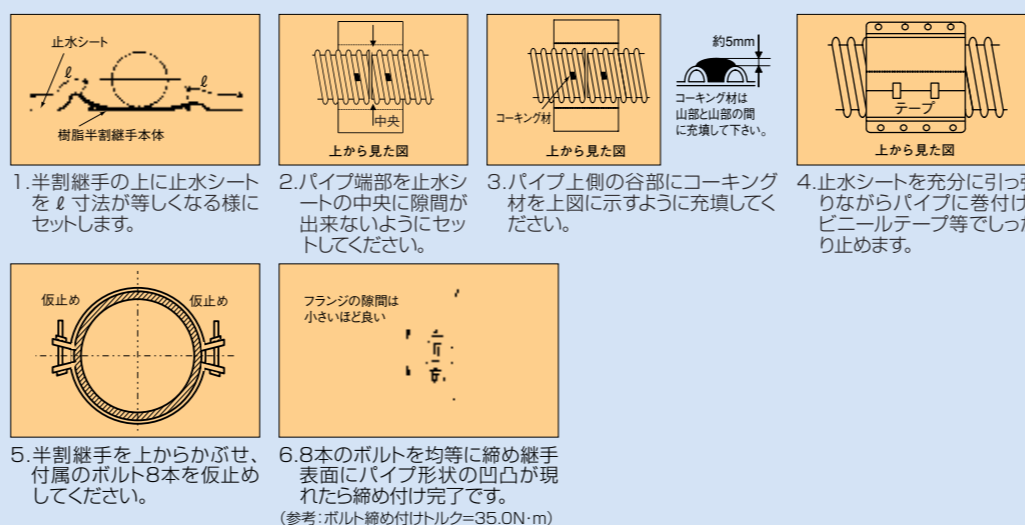 止水シート
ℓ
ℓ
樹脂半割継手本体
1.半割継手の上に止水シート
を ℓ 寸法が等しくなる様に
セットします。
中央
上から見た図
2.パイプ端部を止水シ
ートの中央に隙間が
出来ないようにセッ
トしてください。
コーキング材
上から見た図
約5mm
コーキング材は
山部と山部の間
に充填して下さい。
3.パイプ上側の谷部にコーキング
材を上図に示すように充填してく
ださい。
テープ
上から見た図
4.止水シートを充分に引っ張
りながらパイプに巻付け
ビニールテープ等でしっか
り止めます。
仮止め
仮止め
5.半割継手を上からかぶせ、
付属のボルト8本を仮止め
してください。
フランジの隙間は
小さいほど良い
6.8本のボルトを均等に締め継手
表面にパイプ形状の凹凸が現
れたら締め付け完了です。
(参考:ボルト締め付けトルク=35.0N·m)